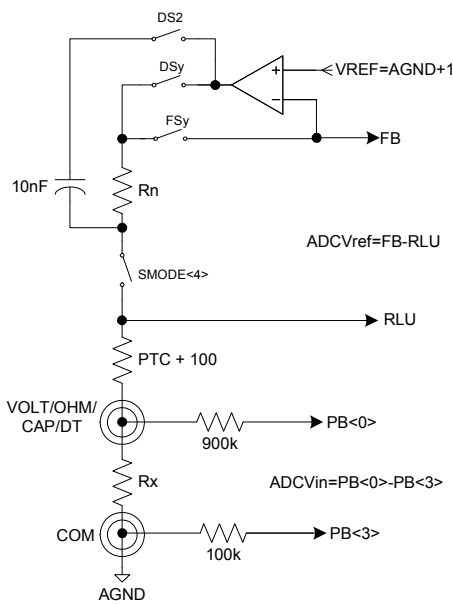 DS2
DSy
+
VREF=AGND+1
−
FSy
FB
10nF
Rn
ADCVref=FB-RLU
SMODE<4>
RLU
PTC + 100
VOLT/OHM/
CAP/DT
PB<0>
900k
Rx
ADCVin=PB<0>-PB<3>
COM
PB<3>
100k
AGND